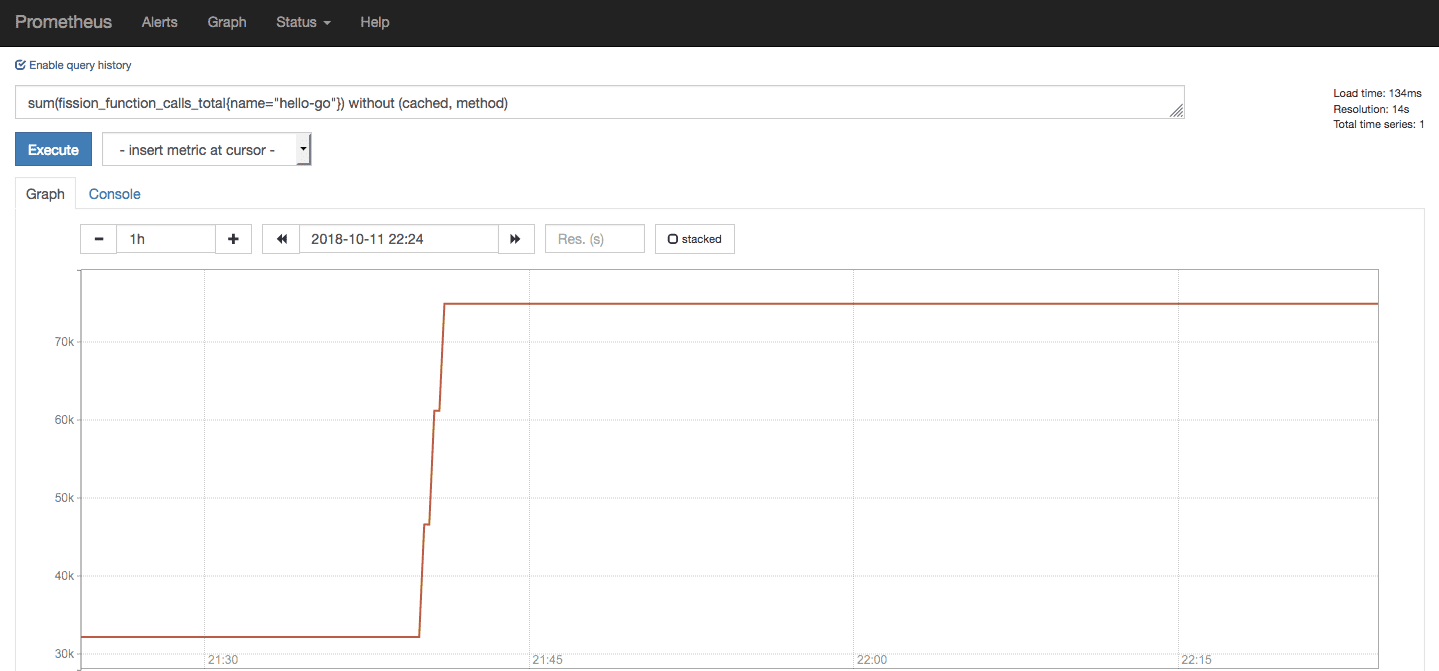 Prometheus Alerts Graph Status Help
Enable query history
sum(fission_function_calls_total{name="hello-go"}) without (cached, method)
Load time: 134ms
Resolution: 14s
Total time series: 1
Execute - insert metric at cursor -
Graph Console
1h 2018-10-11 22:24 Res. (s) stacked
70k
60k
50k
40k
30k
21:30 21:45 22:00 22:15